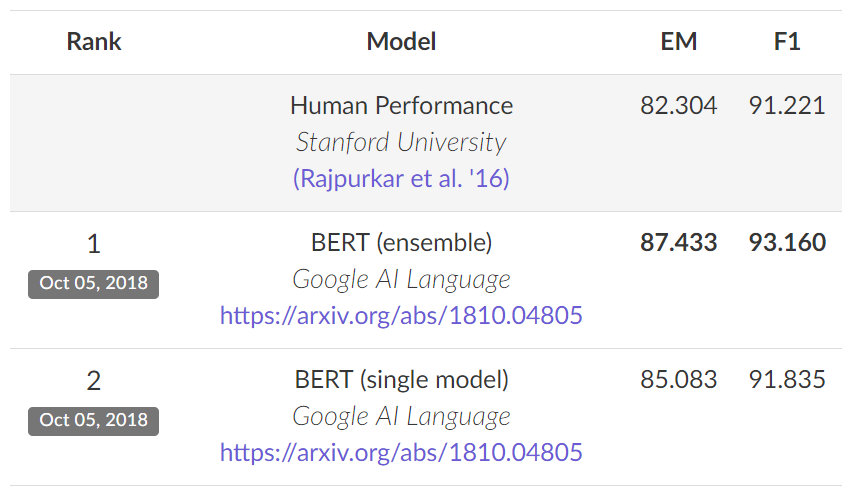 Rank Model EM F1
Human Performance 82.304 91.221
Stanford University
(Rajpurkar et al. '16)
1 BERT (ensemble) 87.433 93.160
Oct 05, 2018 Google AI Language
https://arxiv.org/abs/1810.04805
2 BERT (single model) 85.083 91.835
Oct 05, 2018 Google AI Language
https://arxiv.org/abs/1810.04805